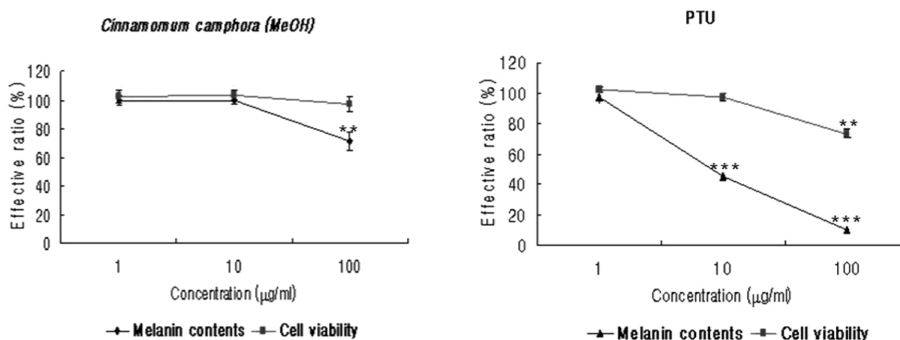 Cinnamomum camphora (MeOH)
Effective ratio (%)
120
100
80
60
40
20
0
**
1
10
100
Concentration (μg/ml)
Melanin contents
Cell viability
PTU
Effective ratio (%)
120
100
80
60
40
20
0
***
**
***
1
10
100
Concentration (μg/ml)
Melanin contents
Cell viability